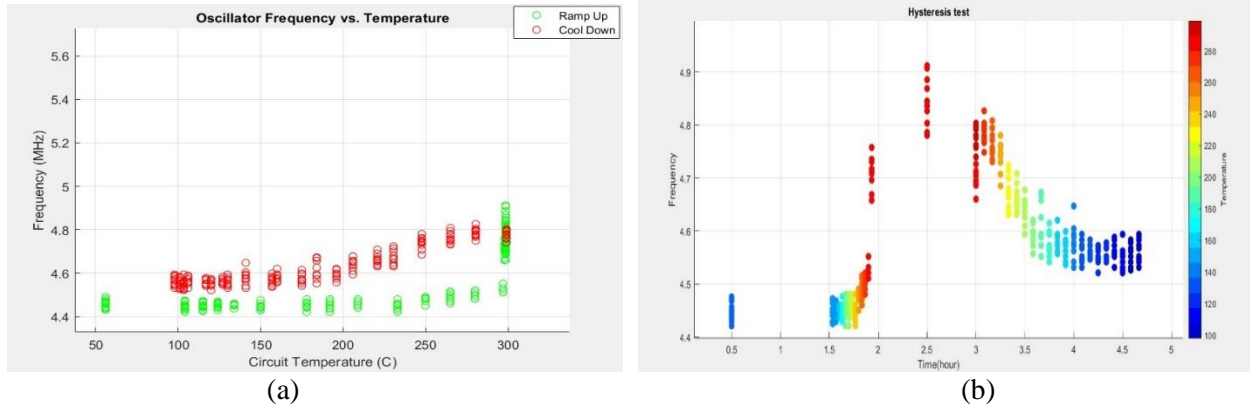 Oscillator Frequency vs. Temperature
Ramp Up
Cool Down
5.6
5.4
5.2
5
4.8
4.6
4.4
Frequency (MHz)
50 100 150 200 250 300
Circuit Temperature (C)
(a)
Hysteresis test
4.9
4.8
4.7
4.6
4.5
4.4
Frequency
0.5 1 1.5 2 2.5 3 3.5 4 4.5 5
Time(hour)
280
260
240
220
200
180
160
140
120
100
Temperature
(b)